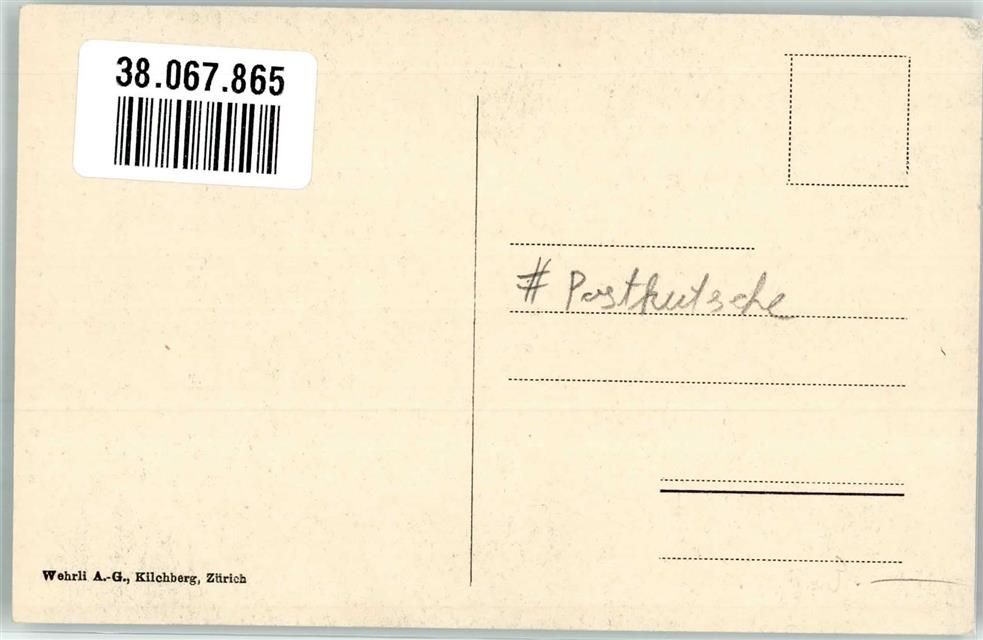 38.067.865
# Postkutsche
Wehrli A.-G., Kilchberg, Zürich